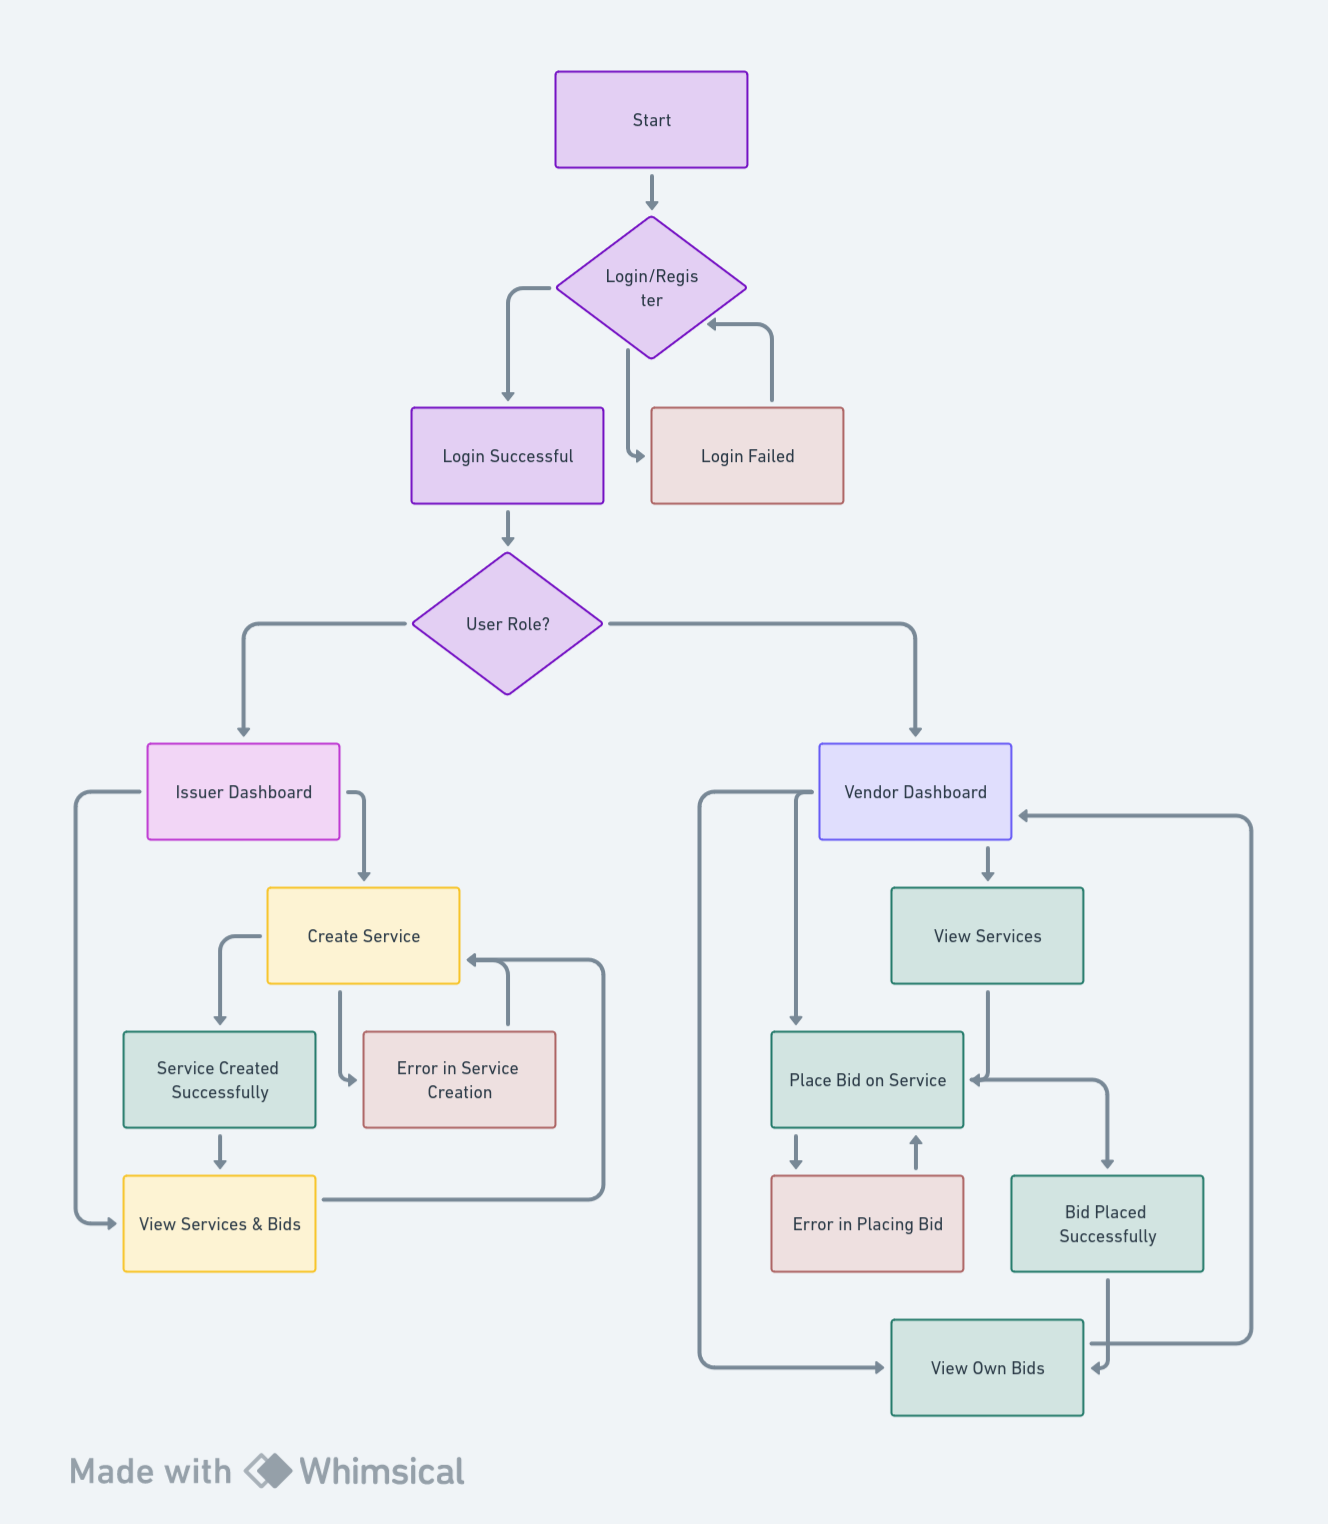 Start
Login/Regis
ter
Login Successful
Login Failed
User Role?
Issuer Dashboard
Vendor Dashboard
Create Service
View Services
Service Created
Successfully
Error in Service
Creation
Place Bid on Service
View Services & Bids
Error in Placing Bid
Bid Placed
Successfully
View Own Bids
Made with Whimsical